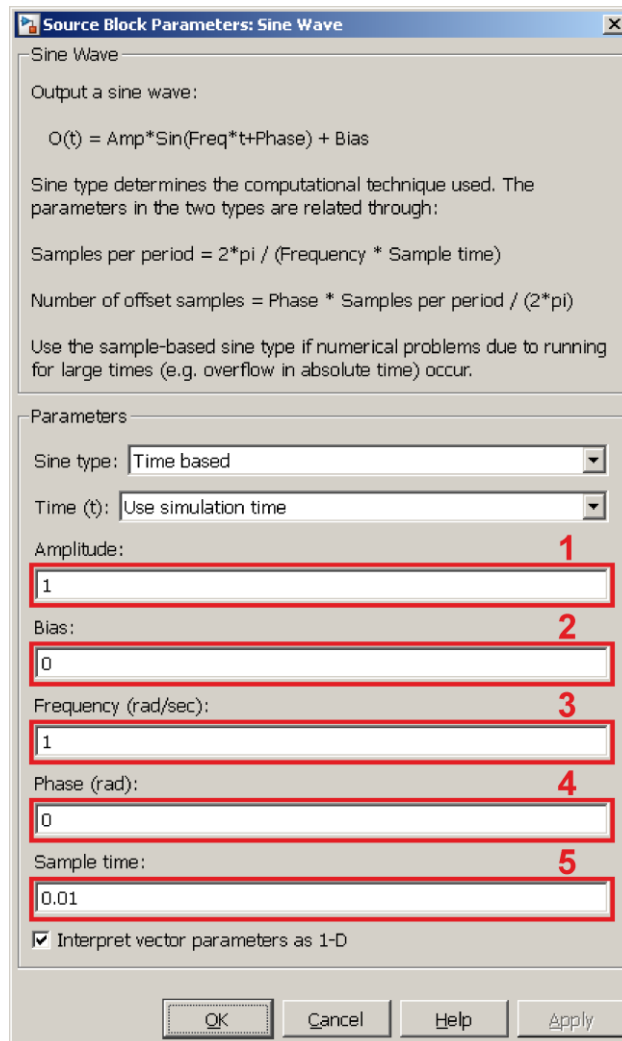 Source Block Parameters: Sine Wave
Sine Wave
Output a sine wave:
O(t) = Amp*Sin(Freq*t+Phase) + Bias
Sine type determines the computational technique used. The
parameters in the two types are related through:
Samples per period = 2*pi / (Frequency * Sample time)
Number of offset samples = Phase * Samples per period / (2*pi)
Use the sample-based sine type if numerical problems due to running
for large times (e.g. overflow in absolute time) occur.
Parameters
Sine type: Time based
Time (t): Use simulation time
Amplitude: 1
1
Bias: 2
0
Frequency (rad/sec): 3
1
Phase (rad): 4
0
Sample time: 5
0.01
Interpret vector parameters as 1-D
OK Cancel Help Apply